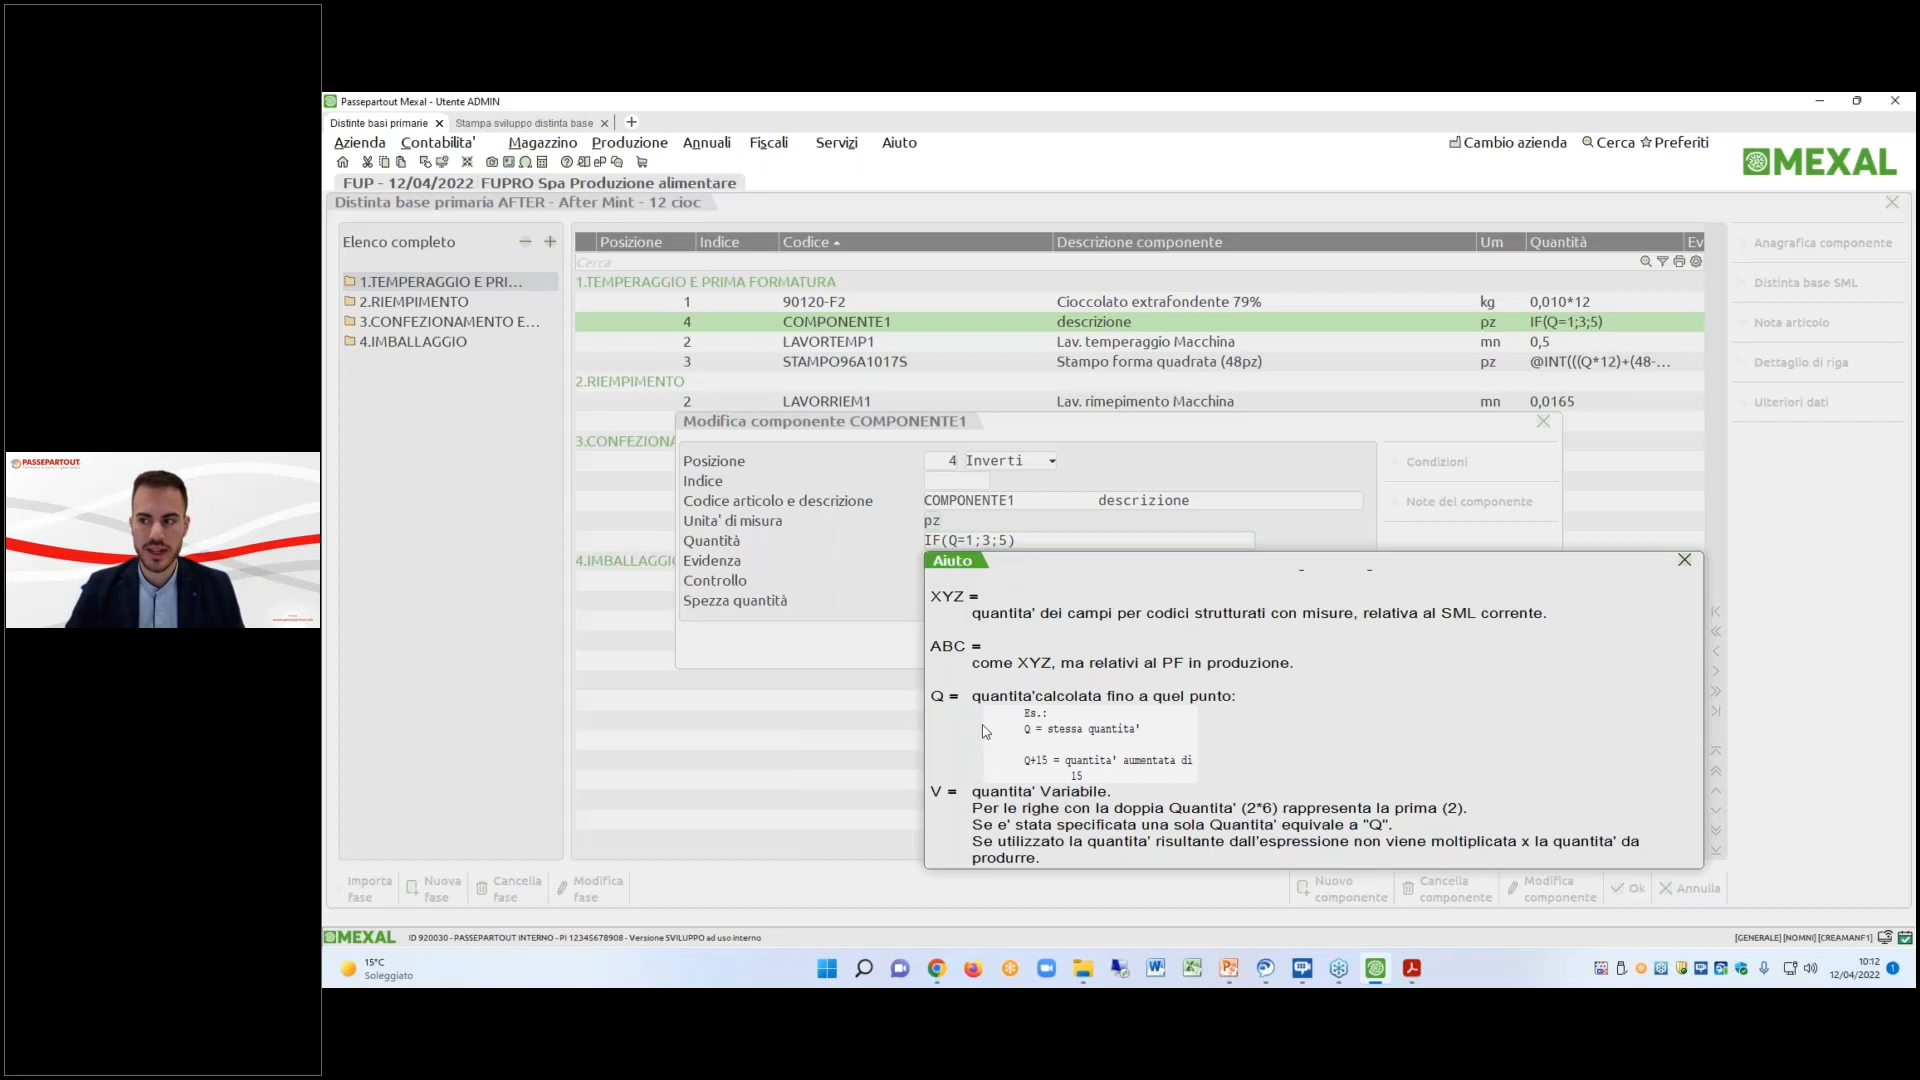 Passepartout Mexal - Utente ADMIN
Distinte basi primarie
Stampa sviluppo distinta base
Azienda Contabilita' Magazzino Produzione Annuali Fiscali Servizi Aiuto
Cambio azienda Cerca Preferiti
MEXAL
FUP - 12/04/2022 FUPRO Spa Produzione alimentare
Distinta base primaria AFTER - After Mint - 12 cioc
Elenco completo
1.TEMPERAGGIO E PRI...
2.RIEMPIMENTO
3.CONFEZIONAMENTO E...
4.IMBALLAGGIO
Posizione Indice Codice Descrizione componente Um Quantità Ev
Cerca
1.TEMPERAGGIO E PRIMA FORMATURA
1 90120-F2 Cioccolato extrafondente 79% kg 0,010*12
4 COMPONENTE1 descrizione pz IF(Q=1;3;5)
2 LAVORTEMP1 Lav. temperaggio Macchina mn 0,5
3 STAMPO96A1017S Stampo forma quadrata (48pz) pz @INT(((Q*12)+(48-...
2.RIEMPIMENTO
2 LAVORRIEM1 Lav. rimepimento Macchina mn 0,0165
3.CONFEZIONA
4.IMBALLAGGI
Anagrafica componente
Distinta base SML
Nota articolo
Dettaglio di riga
Ulteriori dati
Modifica componente COMPONENTE1
Posizione 4 Inverti
Indice
Codice articolo e descrizione COMPONENTE1 descrizione
Unita' di misura pz
Quantità IF(Q=1;3;5)
Evidenza
Controllo
Spezza quantità
Condizioni
Note del componente
Aiuto
XYZ =
quantita' dei campi per codici strutturati con misure, relativa al SML corrente.
ABC =
come XYZ, ma relativi al PF in produzione.
Q = quantita'calcolata fino a quel punto:
Es.:
Q = stessa quantita'
Q+15 = quantita' aumentata di
15
V = quantita' Variabile.
Per le righe con la doppia Quantita' (2*6) rappresenta la prima (2).
Se e' stata specificata una sola Quantita' equivale a "Q".
Se utilizzato la quantita' risultante dall'espressione non viene moltiplicata x la quantita' da
produrre.
Importa fase
Nuova fase
Cancella fase
Modifica fase
Nuovo componente
Cancella componente
Modifica componente
Ok
Annulla
MEXAL ID 920030 - PASSEPARTOUT INTERNO - PI 12345678908 - Versione SVILUPPO ad uso interno
[GENERALE] [NOMNI] [CREAMANF1]
15°C
Soleggiato
10:12
12/04/2022
1
PASSEPARTOUT